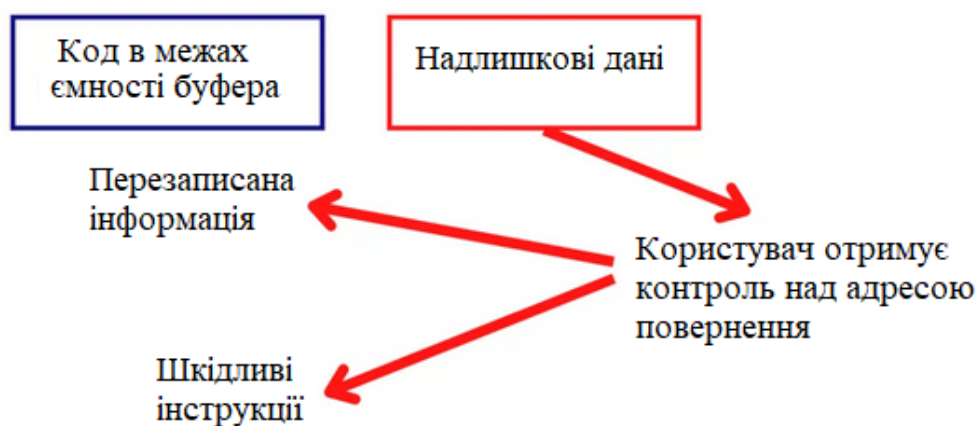 Код в межах
ємності буфера
Надлишкові дані
Перезаписана
інформація
Користувач отримує
контроль над адресою
повернення
Шкідливі
інструкції